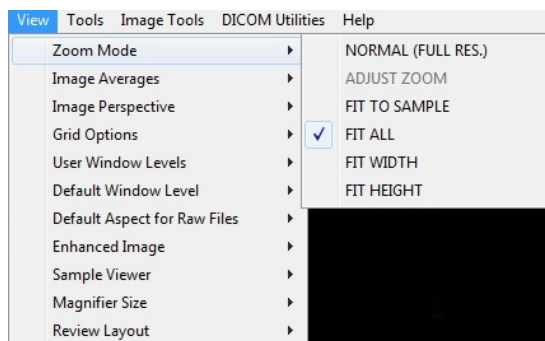 View Tools Image Tools DICOM Utilities Help
Zoom Mode
Image Averages
Image Perspective
Grid Options
User Window Levels
Default Window Level
Default Aspect for Raw Files
Enhanced Image
Sample Viewer
Magnifier Size
Review Layout
NORMAL (FULL RES.)
ADJUST ZOOM
FIT TO SAMPLE
FIT ALL
FIT WIDTH
FIT HEIGHT